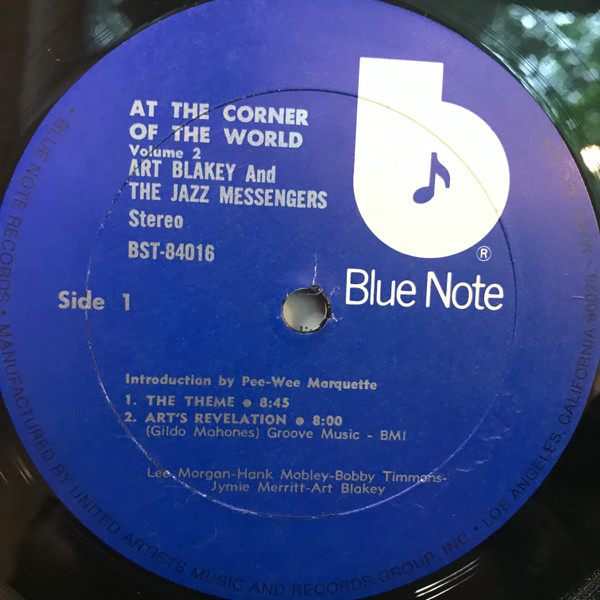 AT THE CORNER
OF THE WORLD
Volume 2
ART BLAKEY And
THE JAZZ MESSENGERS
Stereo
BST-84016
Side 1
®
Blue Note
Introduction by Pee-Wee Marquette
1. THE THEME ● 8:45
2. ART'S REVELATION ● 8:00
(Gildo Mahones) Groove Music - BMI
Lee Morgan-Hank Mobley-Bobby Timmons-
Jymie Merritt-Art Blakey
• BLUE NOTE RECORDS • MANUFACTURED BY UNITED ARTISTS MUSIC AND RECORDS GROUP, INC. • LOS ANGELES, CALIFORNIA 90028 •